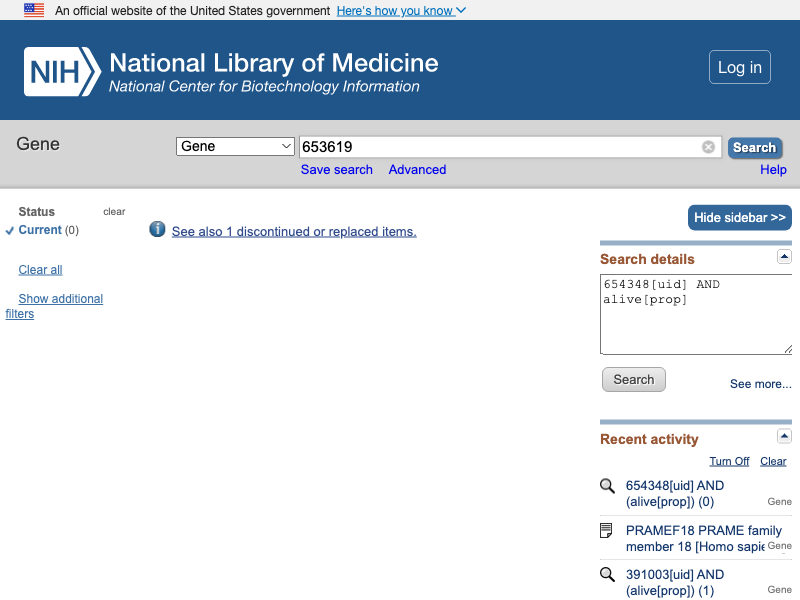 An official website of the United States government Here's how you know
NIH National Library of Medicine
National Center for Biotechnology Information
Log in
Gene
Gene
653619
Search
Save search Advanced
Help
Status clear
Current (0)
Clear all
Show additional
filters
See also 1 discontinued or replaced items.
Hide sidebar >>
Search details
654348[uid] AND
alive[prop]
Search
See more...
Recent activity
Turn Off Clear
654348[uid] AND
(alive[prop]) (0)
Gene
PRAMEF18 PRAME family
member 18 [Homo sapie
Gene
391003[uid] AND
(alive[prop]) (1)
Gene